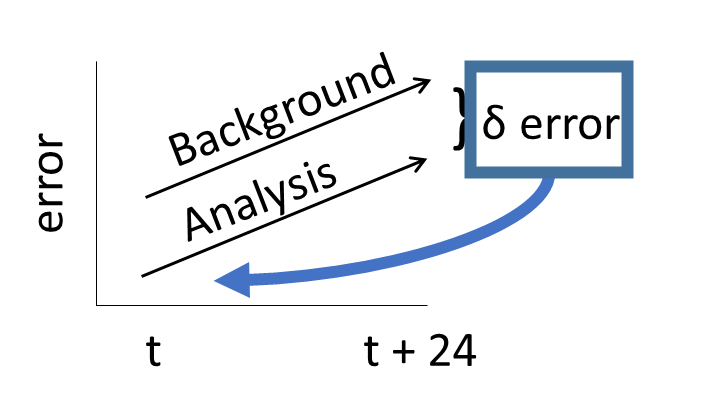 error
Background
Analysis
} δ error
t
t + 24